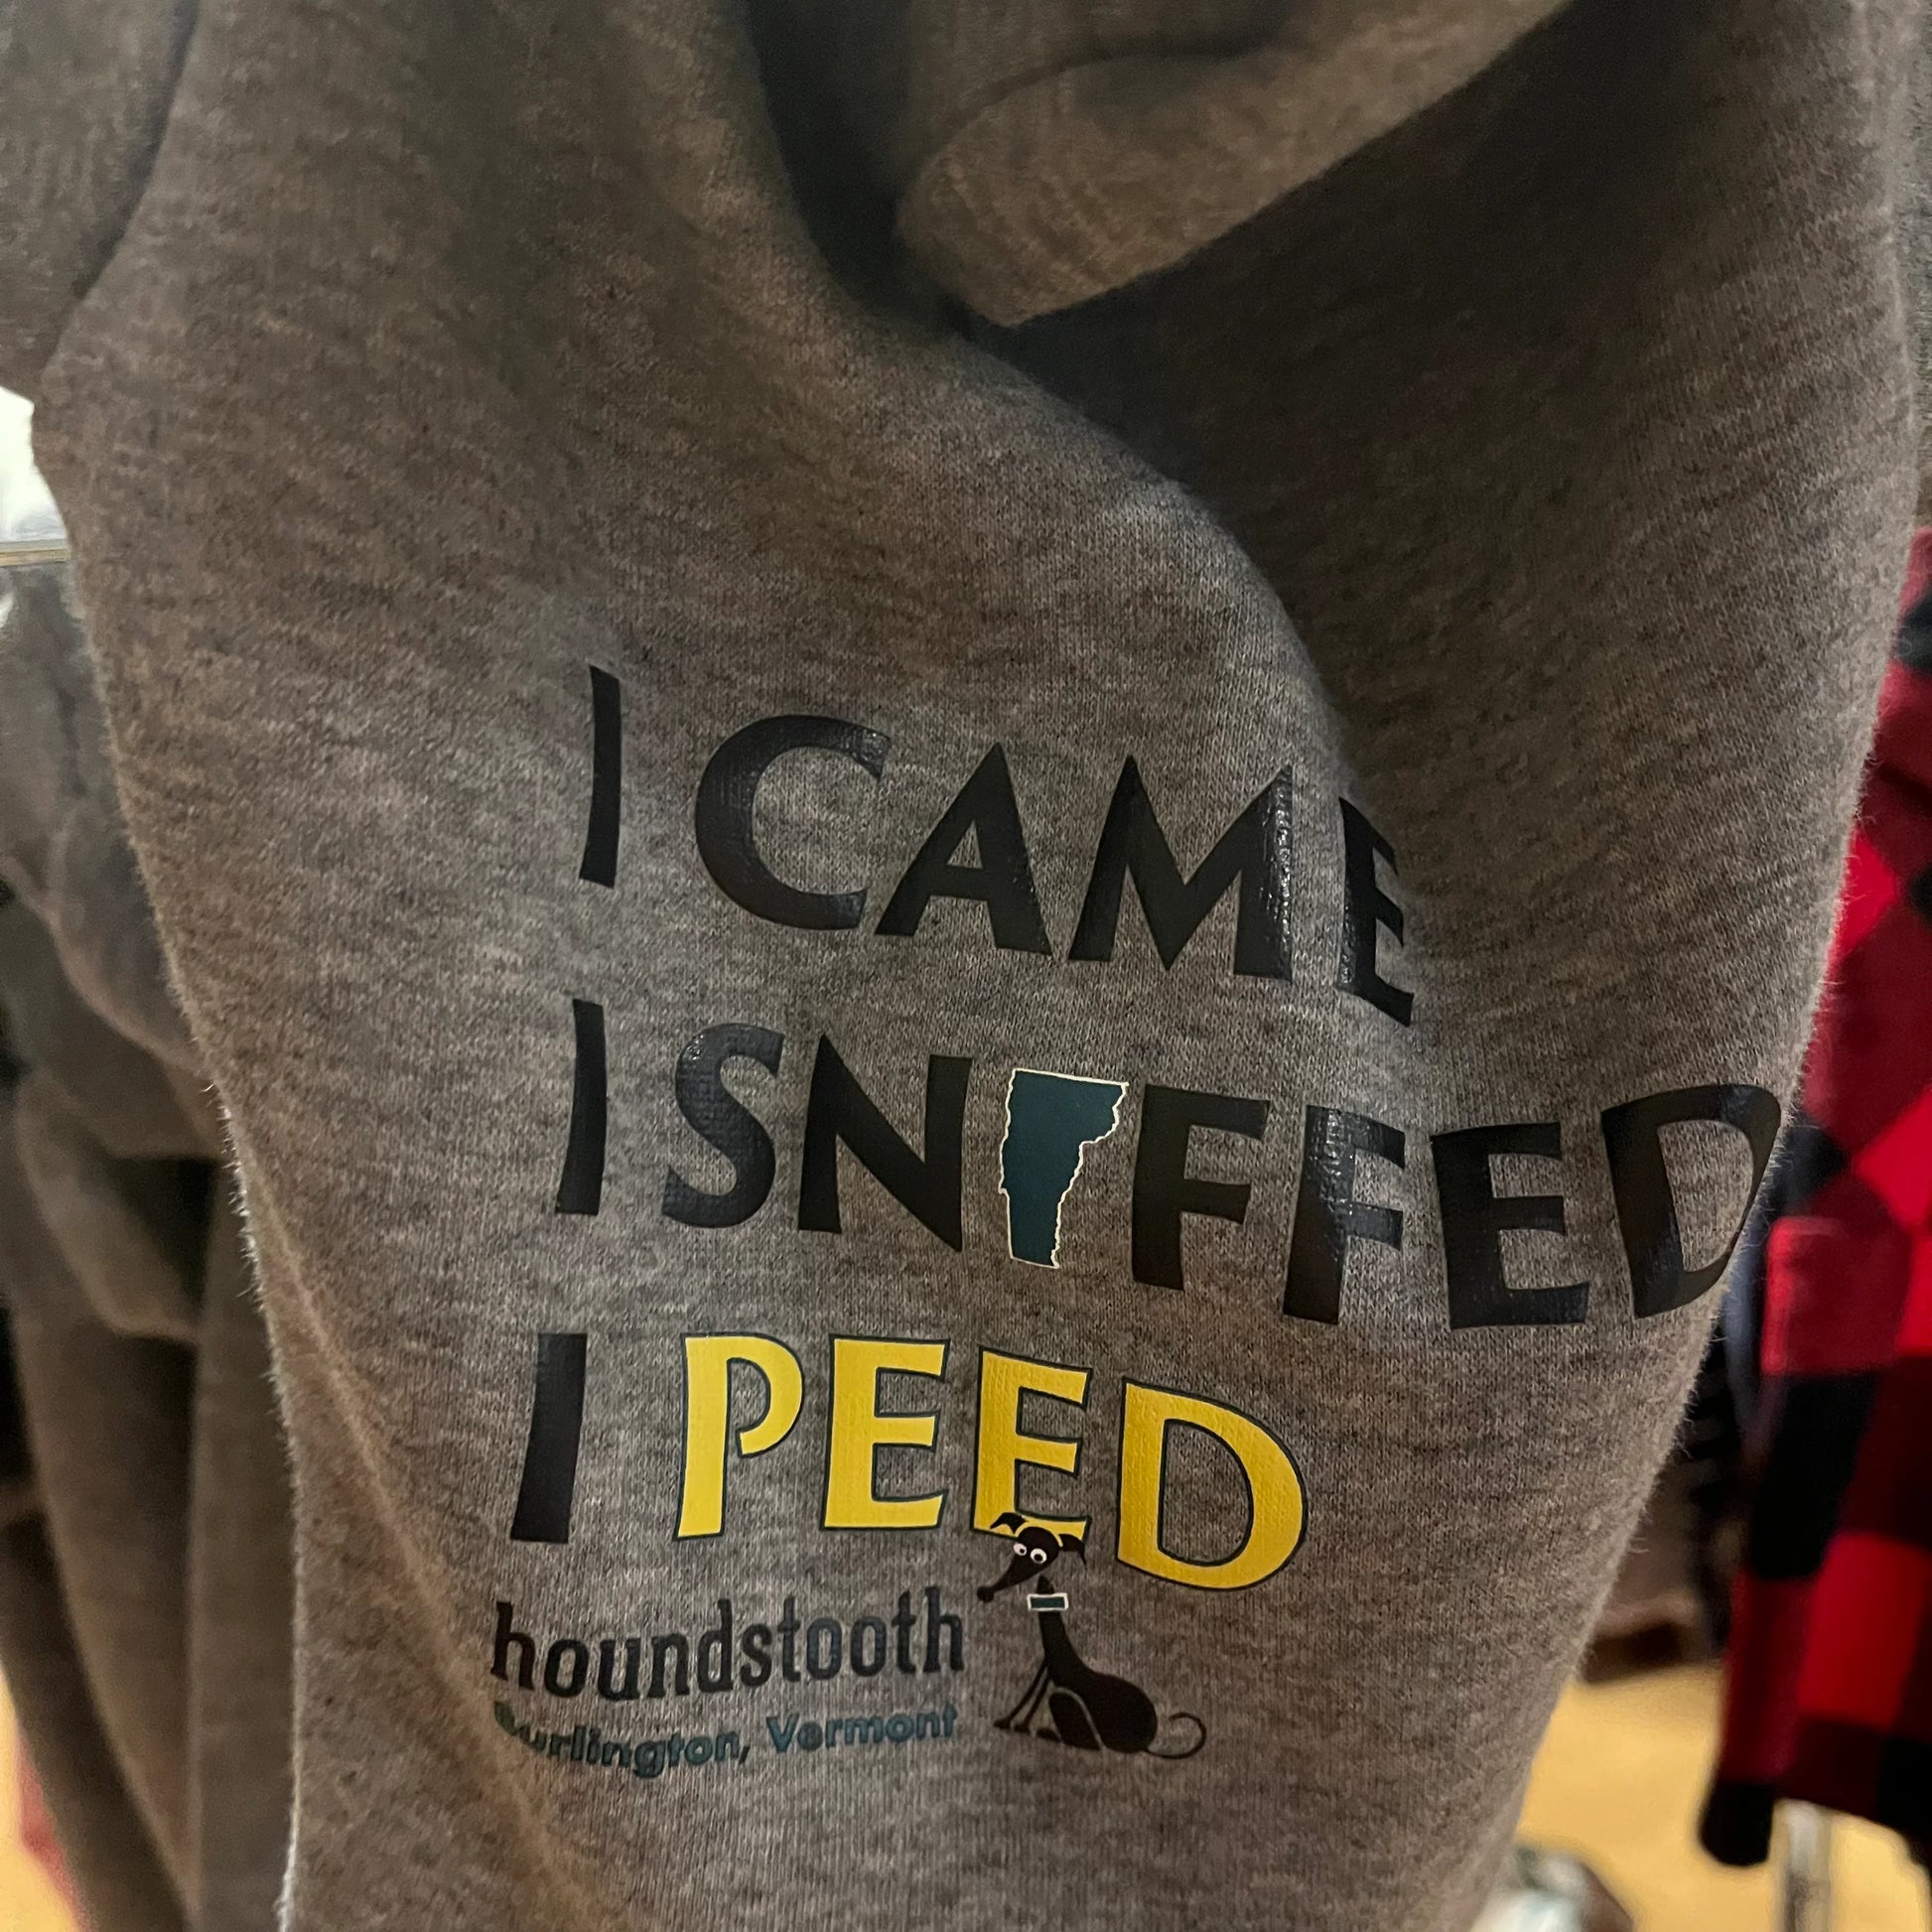 I CAME
I SNIFFED
I PEED
houndstooth
Burlington, Vermont